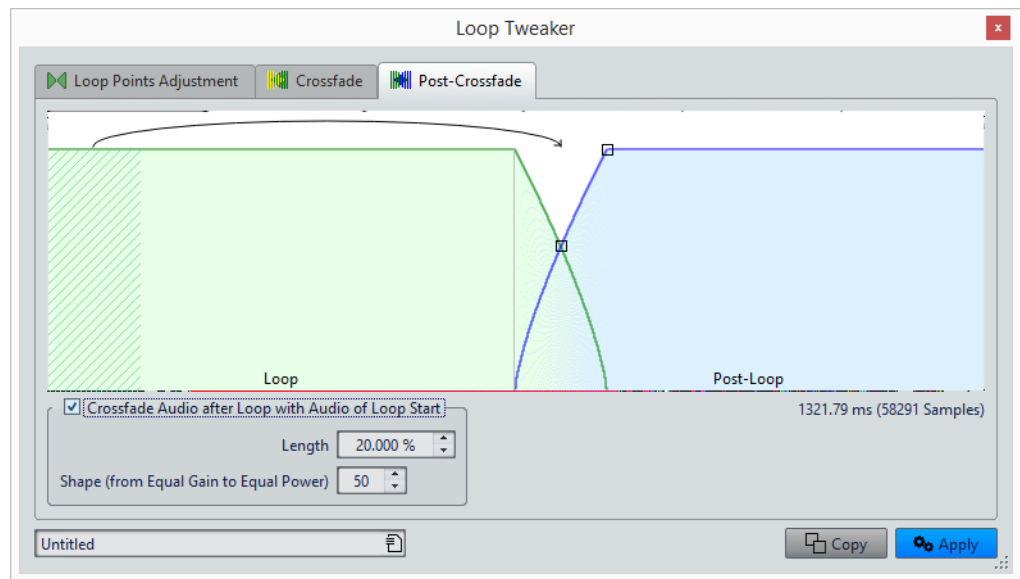 Loop Tweaker
x
Loop Points Adjustment
Crossfade
Post-Crossfade
Loop
Post-Loop
Crossfade Audio after Loop with Audio of Loop Start
1321.79 ms (58291 Samples)
Length 20.000 %
Shape (from Equal Gain to Equal Power) 50
Untitled
Copy
Apply